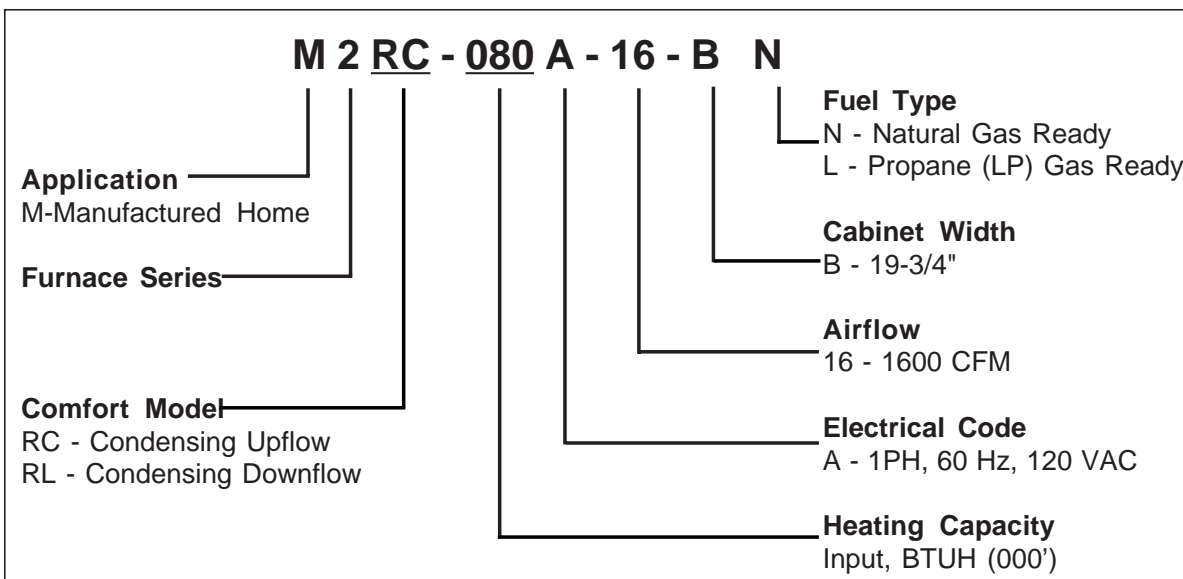 M 2 RC - 080 A - 16 - B N
Application
M-Manufactured Home
Furnace Series
Comfort Model
RC - Condensing Upflow
RL - Condensing Downflow
Fuel Type
N - Natural Gas Ready
L - Propane (LP) Gas Ready
Cabinet Width
B - 19-3/4"
Airflow
16 - 1600 CFM
Electrical Code
A - 1PH, 60 Hz, 120 VAC
Heating Capacity
Input, BTUH (000')